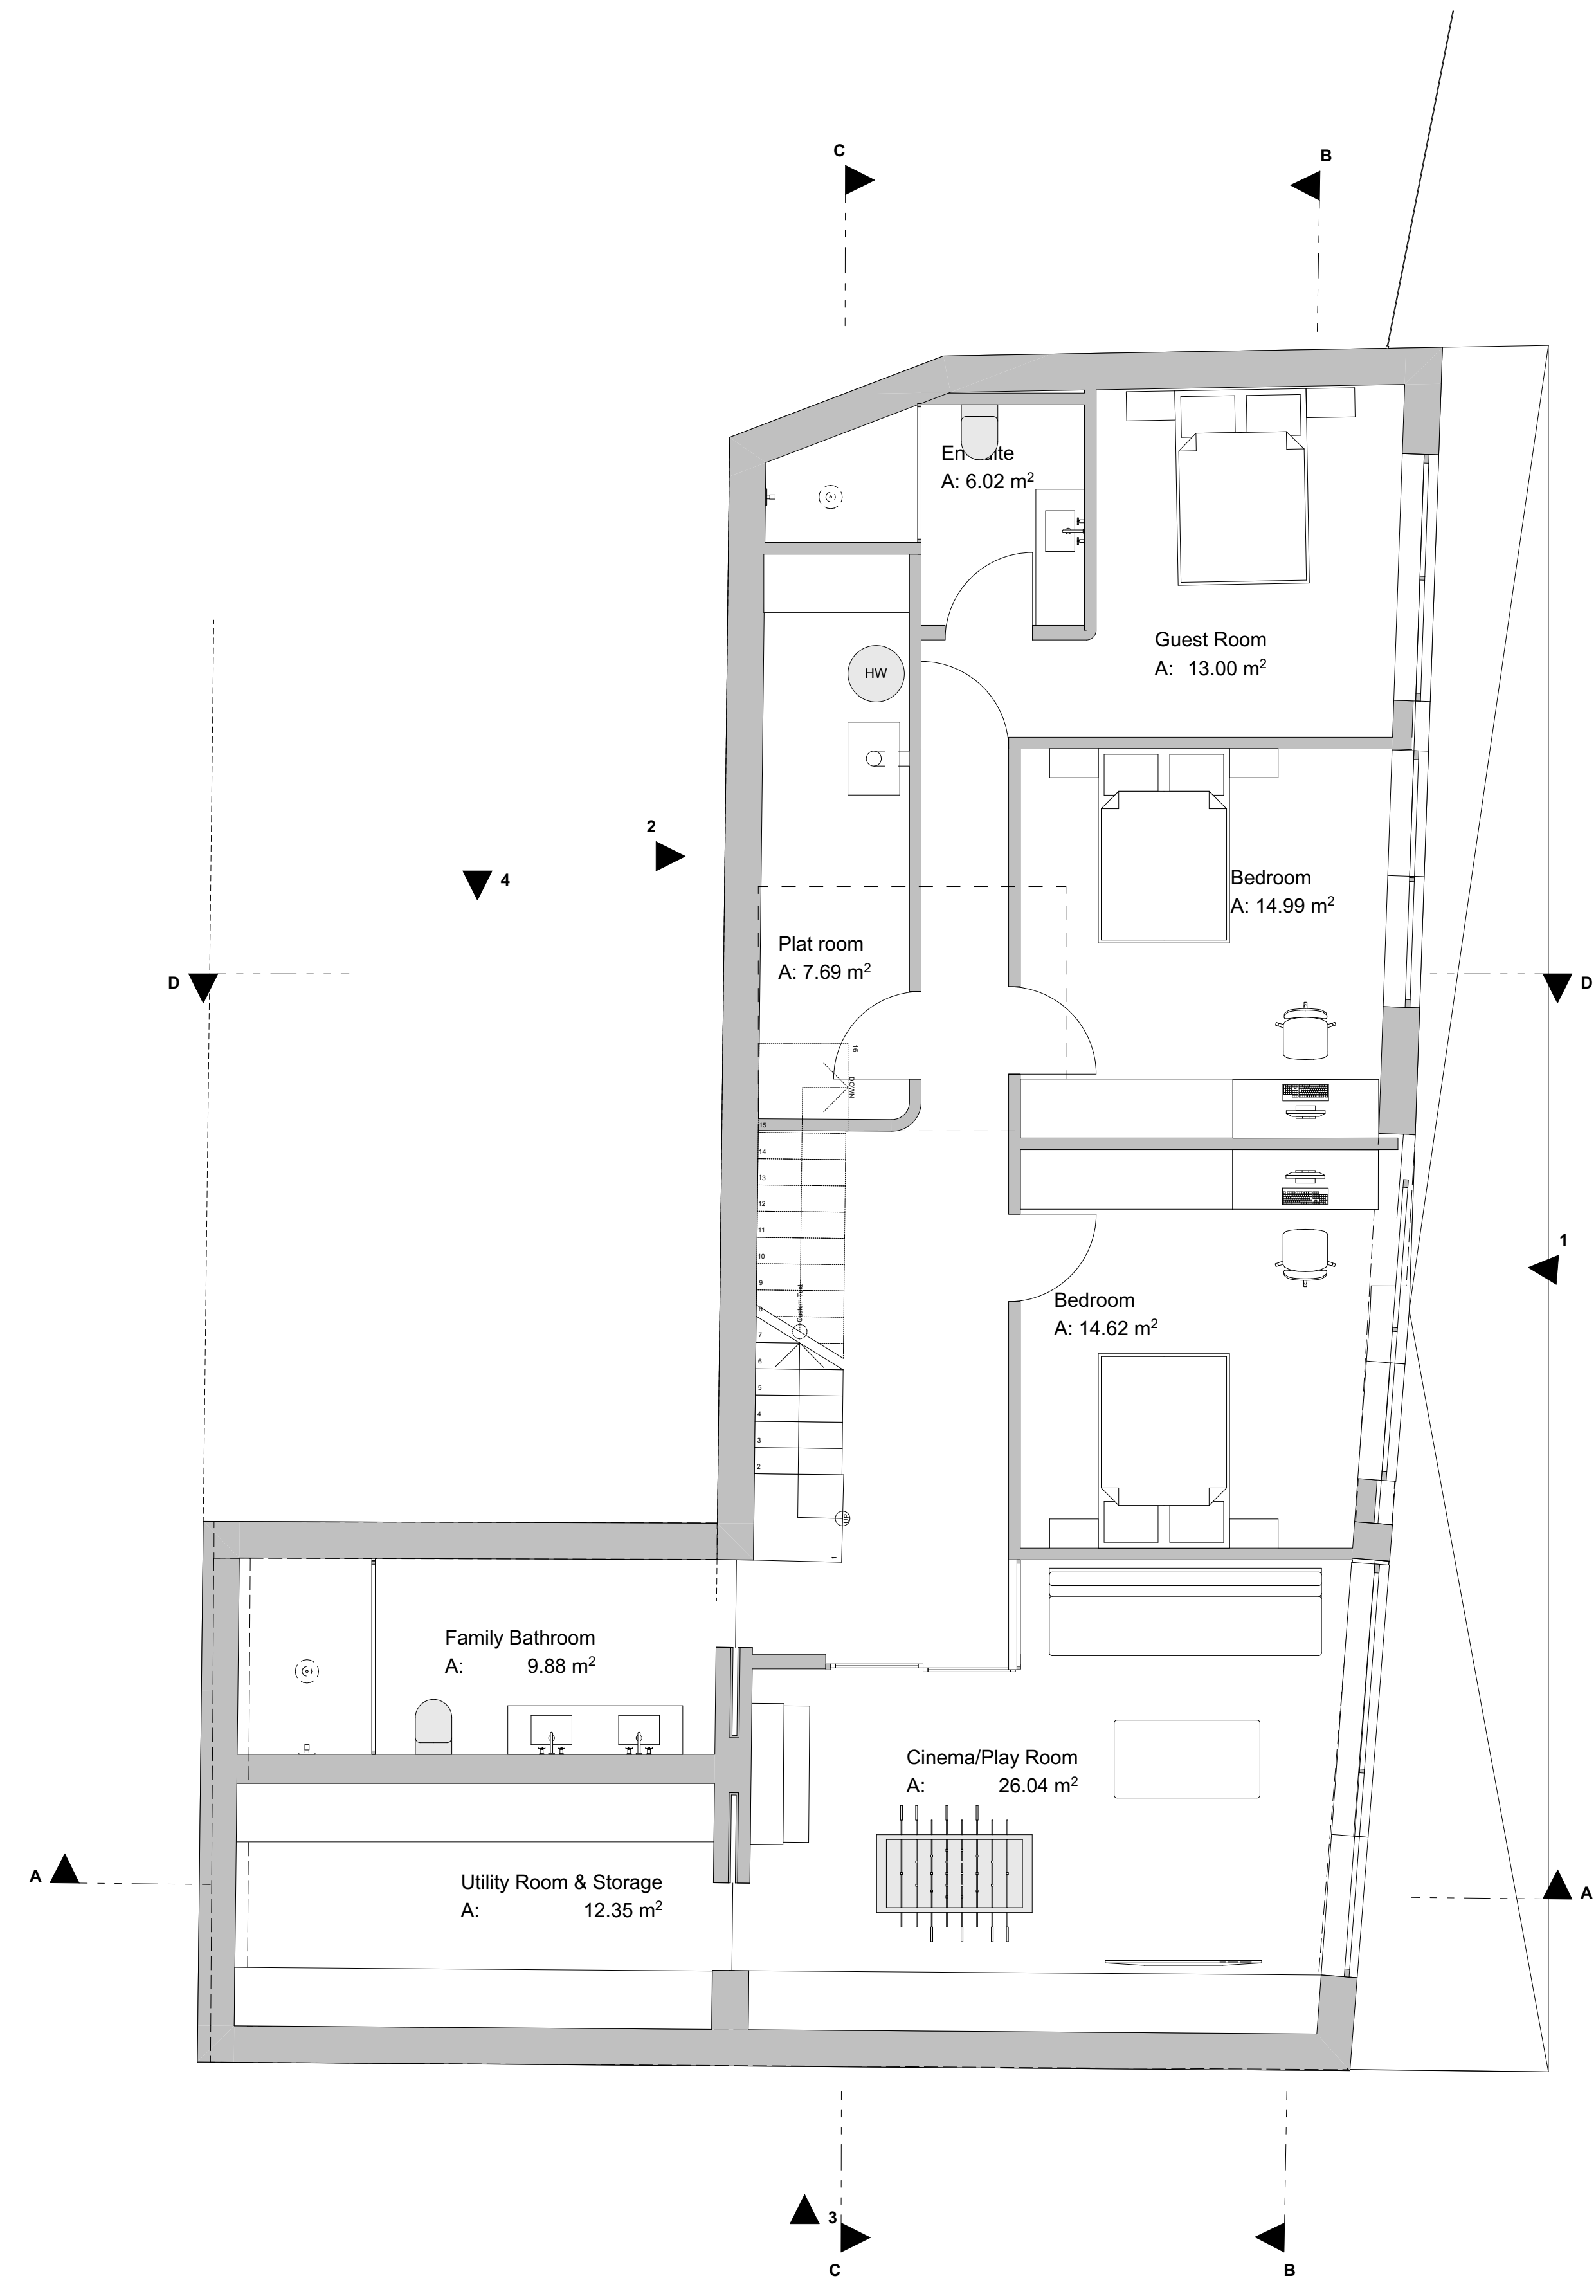 C
B
En-suite
A: 6.02 m²
HW
Guest Room
A: 13.00 m²
2
4
Bedroom
A: 14.99 m²
Plat room
A: 7.69 m²
D
D
16
DOWN
15
14
13
12
11
10
9
8
Custom Text
7
6
5
4
3
2
UP
1
1
Bedroom
A: 14.62 m²
Family Bathroom
A: 9.88 m²
Cinema/Play Room
A: 26.04 m²
A
Utility Room & Storage
A: 12.35 m²
A
3
C
B